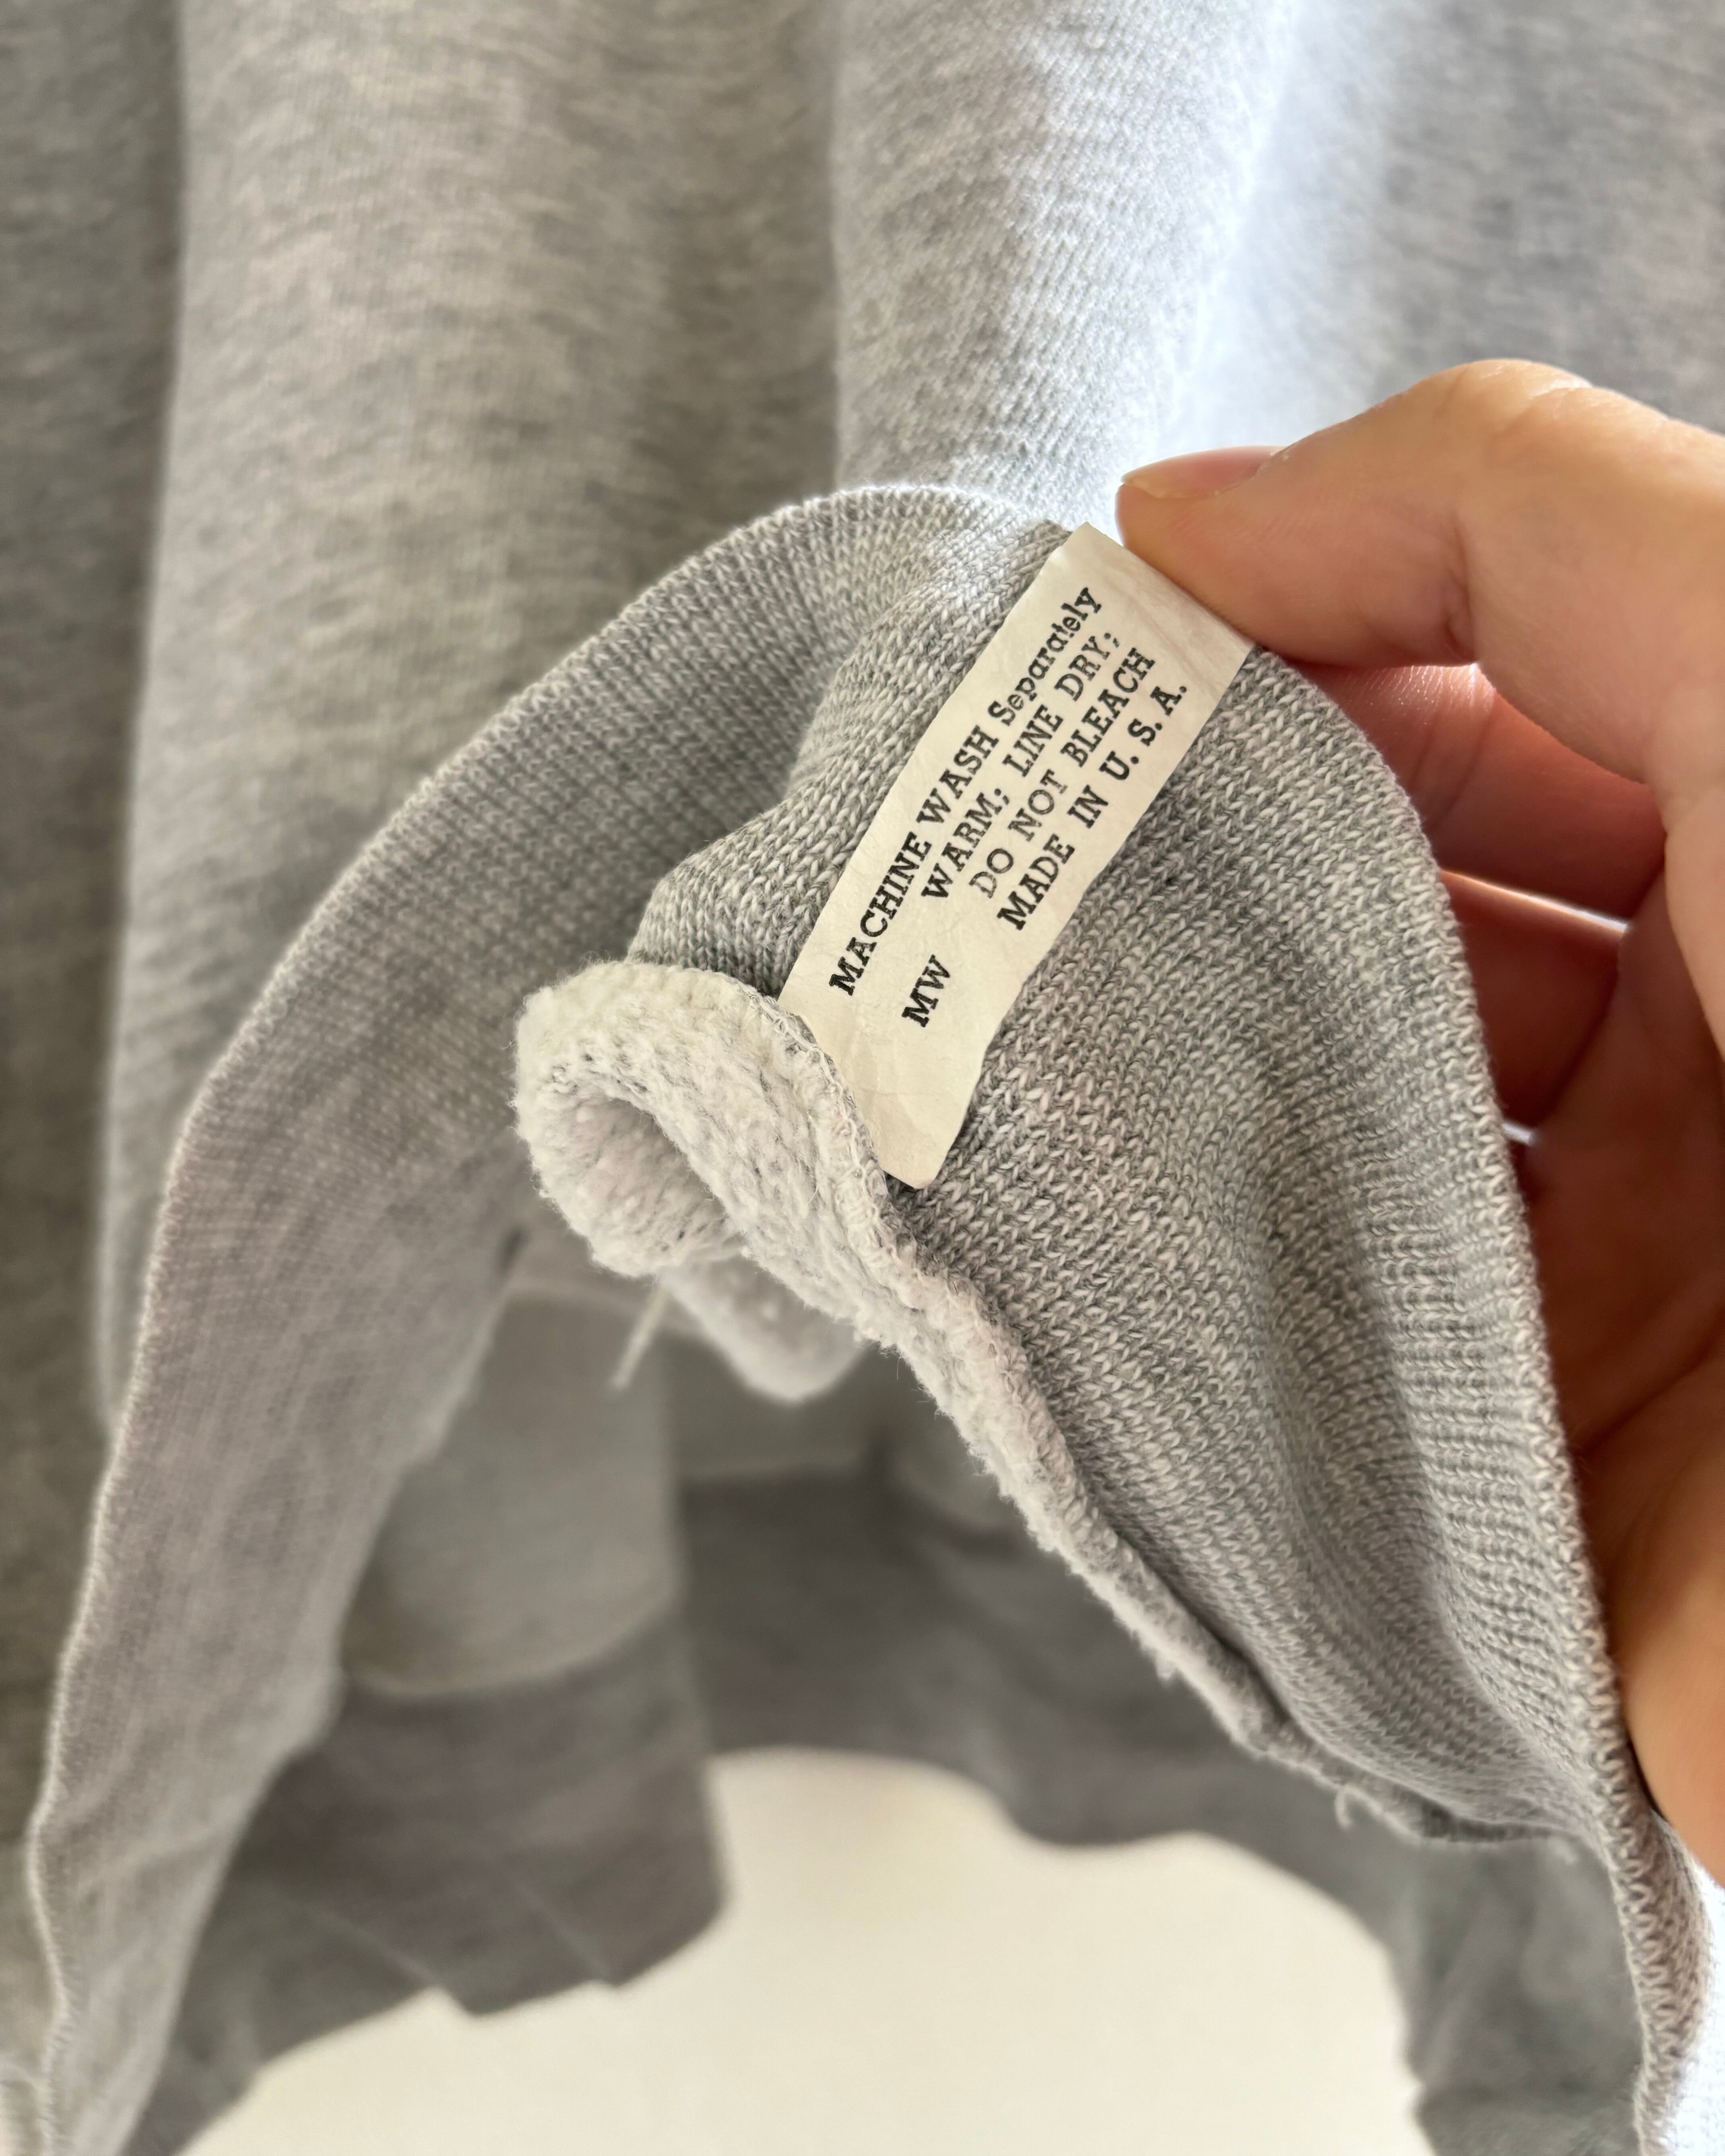 MACHINE WASH Separately
WARM; LINE DRY;
DO NOT BLEACH
MW MADE IN U. S. A.